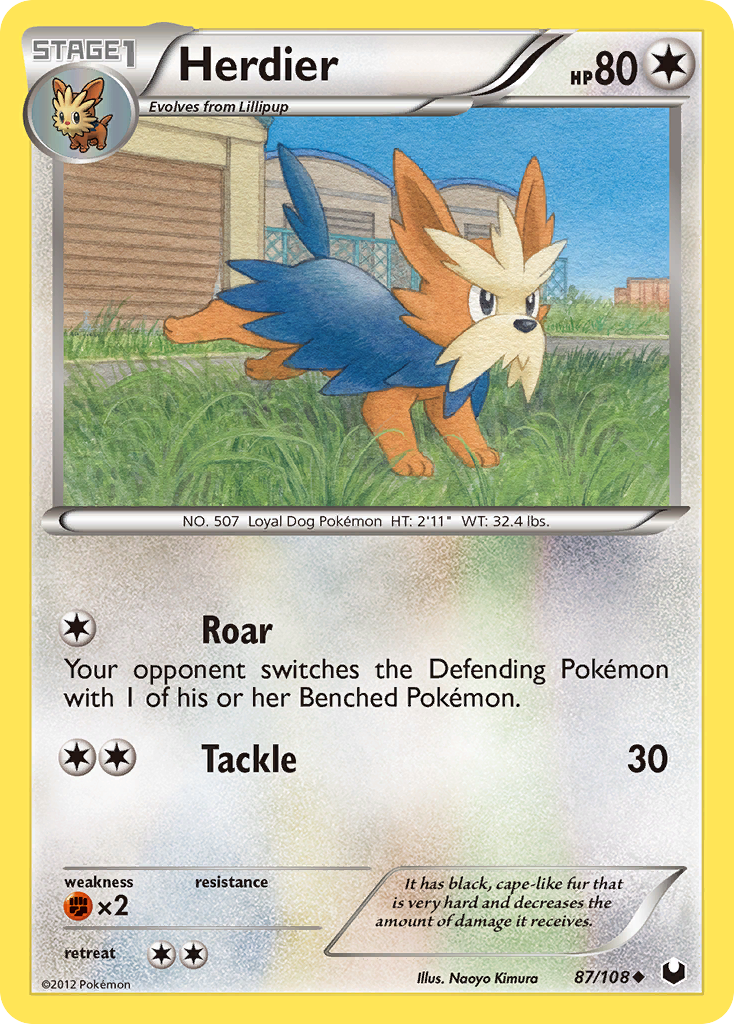 STAGE1
Herdier
HP80
Evolves from Lillipup
NO. 507 Loyal Dog Pokémon HT: 2'11" WT: 32.4 lbs.
Roar
Your opponent switches the Defending Pokémon
with 1 of his or her Benched Pokémon.
Tackle 30
weakness resistance
×2
It has black, cape-like fur that
is very hard and decreases the
amount of damage it receives.
retreat
©2012 Pokémon
Illus. Naoyo Kimura 87/108